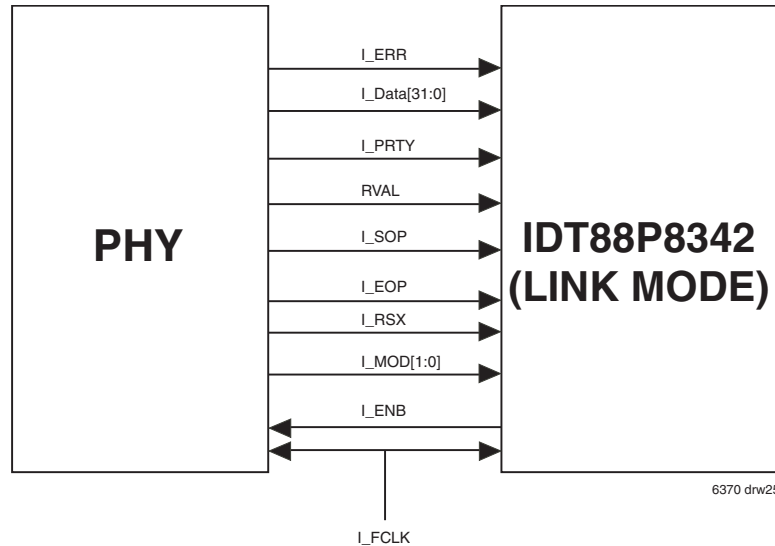 I_ERR
I_Data[31:0]
I_PRTY
RVAL
PHY
I_SOP
IDT88P8342
(LINK MODE)
I_EOP
I_RSX
I_MOD[1:0]
I_ENB
6370 drw25
I_FCLK